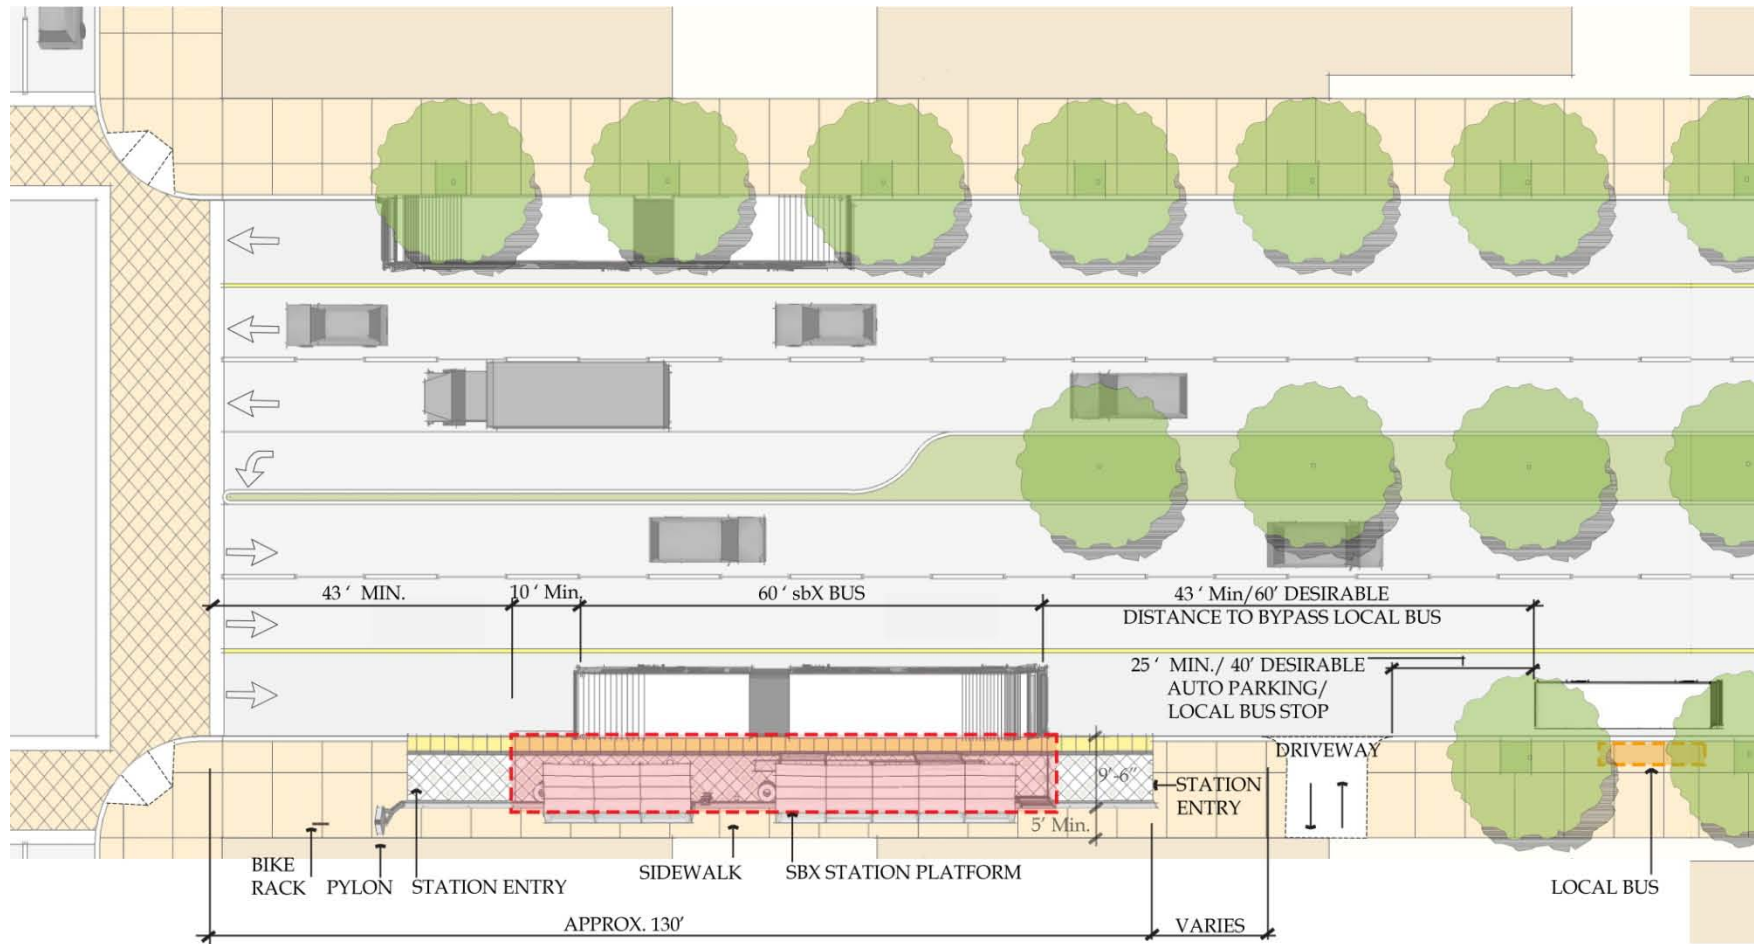 43 ' MIN.
10 ' Min.
60 ' sbX BUS
43 ' Min/60' DESIRABLE
DISTANCE TO BYPASS LOCAL BUS
25 ' MIN./ 40' DESIRABLE
AUTO PARKING/
LOCAL BUS STOP
DRIVEWAY
9'-6"
STATION
ENTRY
5' Min.
BIKE
RACK
PYLON
STATION ENTRY
SIDEWALK
SBX STATION PLATFORM
LOCAL BUS
APPROX. 130'
VARIES